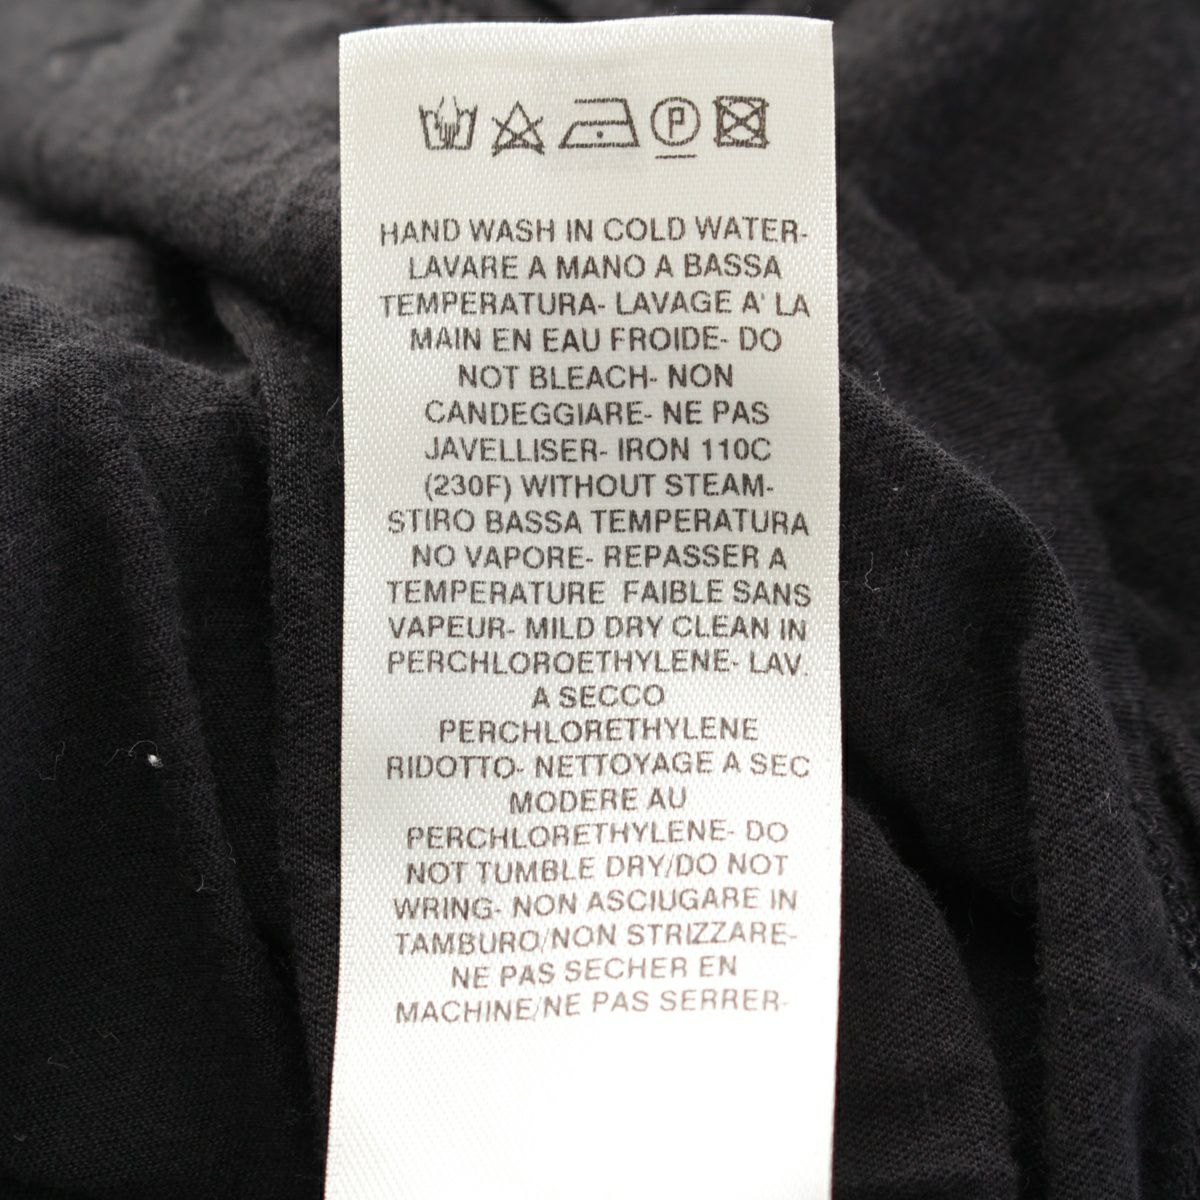 P
HAND WASH IN COLD WATER-
LAVARE A MANO A BASSA
TEMPERATURA- LAVAGE A' LA
MAIN EN EAU FROIDE- DO
NOT BLEACH- NON
CANDEGGIARE- NE PAS
JAVELLISER- IRON 110C
(230F) WITHOUT STEAM-
STIRO BASSA TEMPERATURA
NO VAPORE- REPASSER A
TEMPERATURE FAIBLE SANS
VAPEUR- MILD DRY CLEAN IN
PERCHLOROETHYLENE- LAV.
A SECCO
PERCHLORETHYLENE
RIDOTTO- NETTOYAGE A SEC
MODERE AU
PERCHLORETHYLENE- DO
NOT TUMBLE DRY/DO NOT
WRING- NON ASCIUGARE IN
TAMBURO/NON STRIZZARE-
NE PAS SECHER EN
MACHINE/NE PAS SERRER-